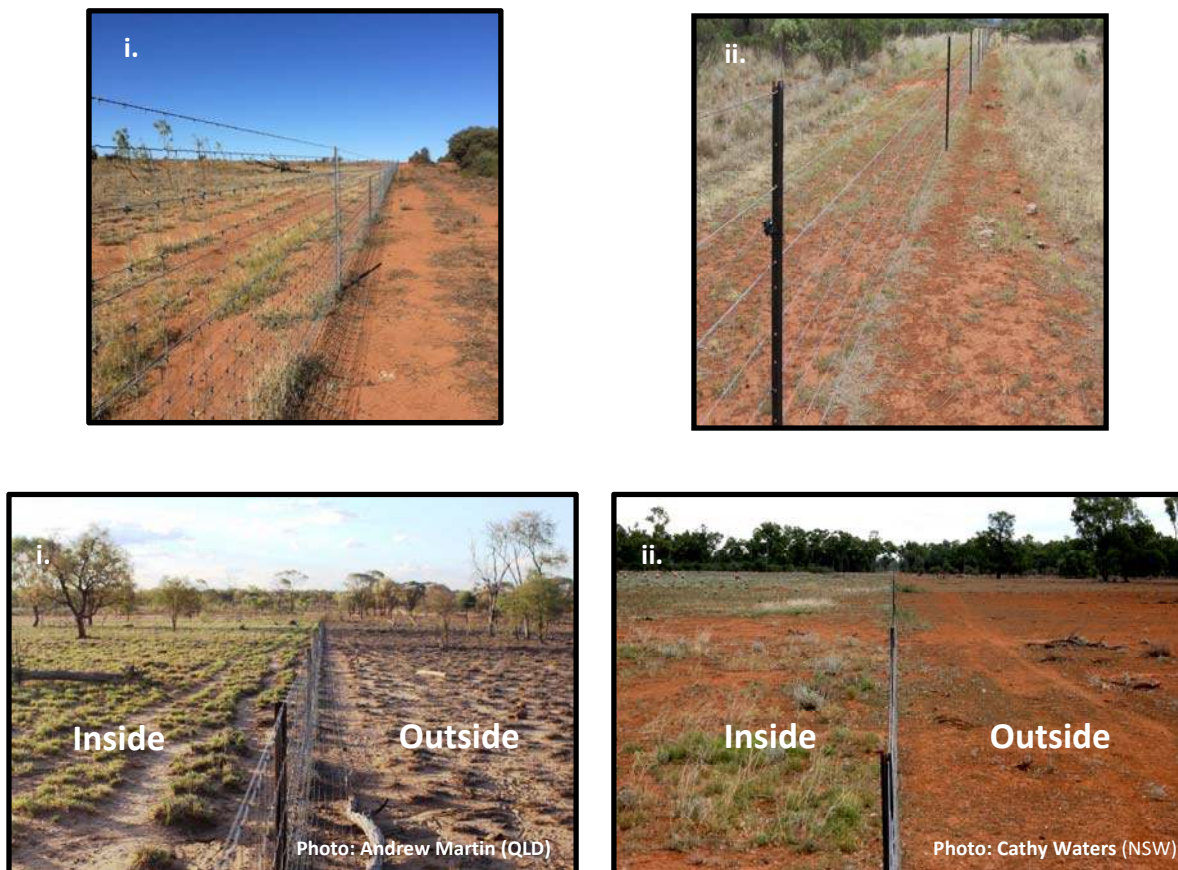 i.
ii.
i.
ii.
Inside
Outside
Inside
Outside
Photo: Andrew Martin (QLD)
Photo: Cathy Waters (NSW)